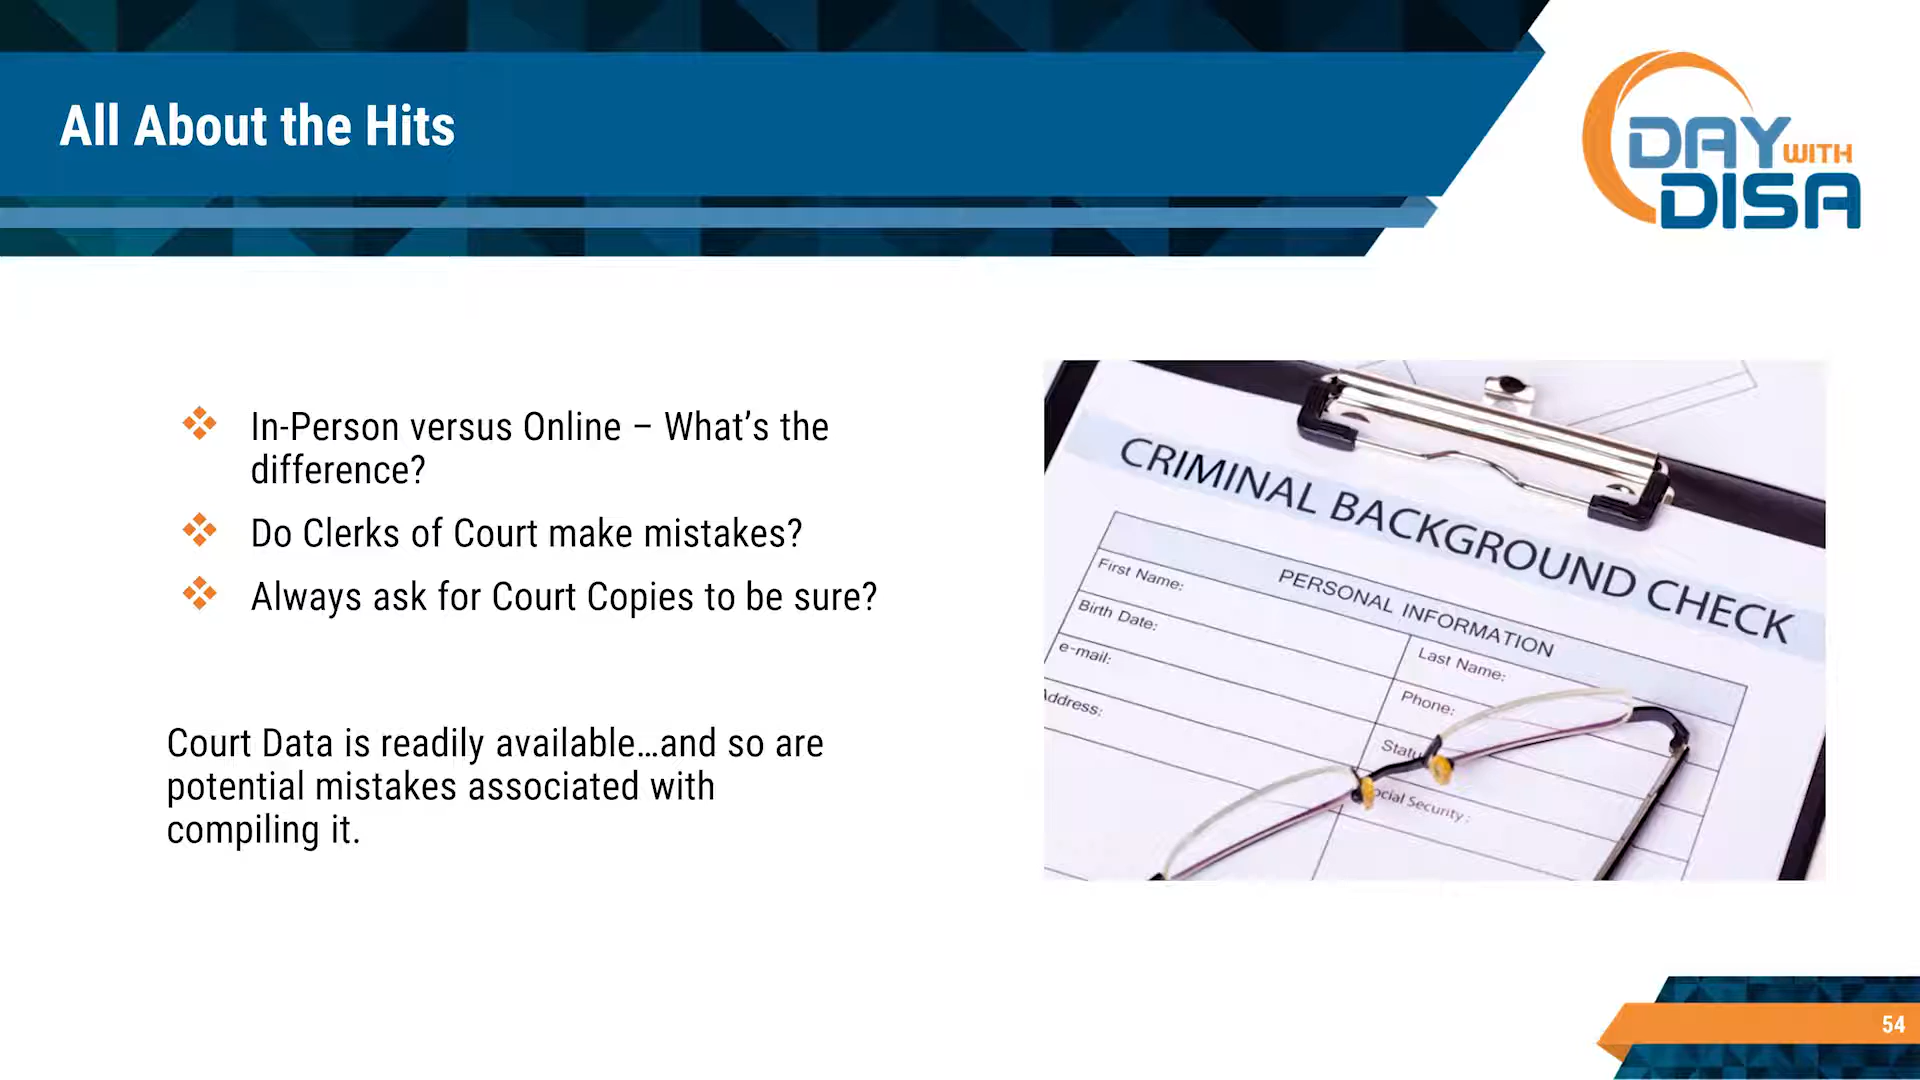 All About the Hits
DAY WITH
DISA
In-Person versus Online – What's the
difference?
Do Clerks of Court make mistakes?
Always ask for Court Copies to be sure?
Court Data is readily available…and so are
potential mistakes associated with
compiling it.
CRIMINAL BACKGROUND CHECK
PERSONAL INFORMATION
First Name:
Last Name:
Birth Date:
Phone:
e-mail:
Address:
Social Security:
54